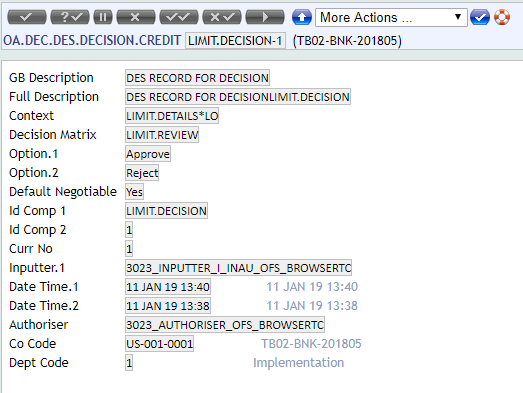 More Actions ...
OA.DEC.DES.DECISION.CREDIT LIMIT.DECISION-1 (TB02-BNK-201805)
GB Description DES RECORD FOR DECISION
Full Description DES RECORD FOR DECISIONLIMIT.DECISION
Context LIMIT.DETAILS*LO
Decision Matrix LIMIT.REVIEW
Option.1 Approve
Option.2 Reject
Default Negotiable Yes
Id Comp 1 LIMIT.DECISION
Id Comp 2 1
Curr No 1
Inputter.1 3023_INPUTTER_I_INAU_OFS_BROWSERTC
Date Time.1 11 JAN 19 13:40 11 JAN 19 13:40
Date Time.2 11 JAN 19 13:38 11 JAN 19 13:38
Authoriser 3023_AUTHORISER_OFS_BROWSERTC
Co Code US-001-0001 TB02-BNK-201805
Dept Code 1 Implementation